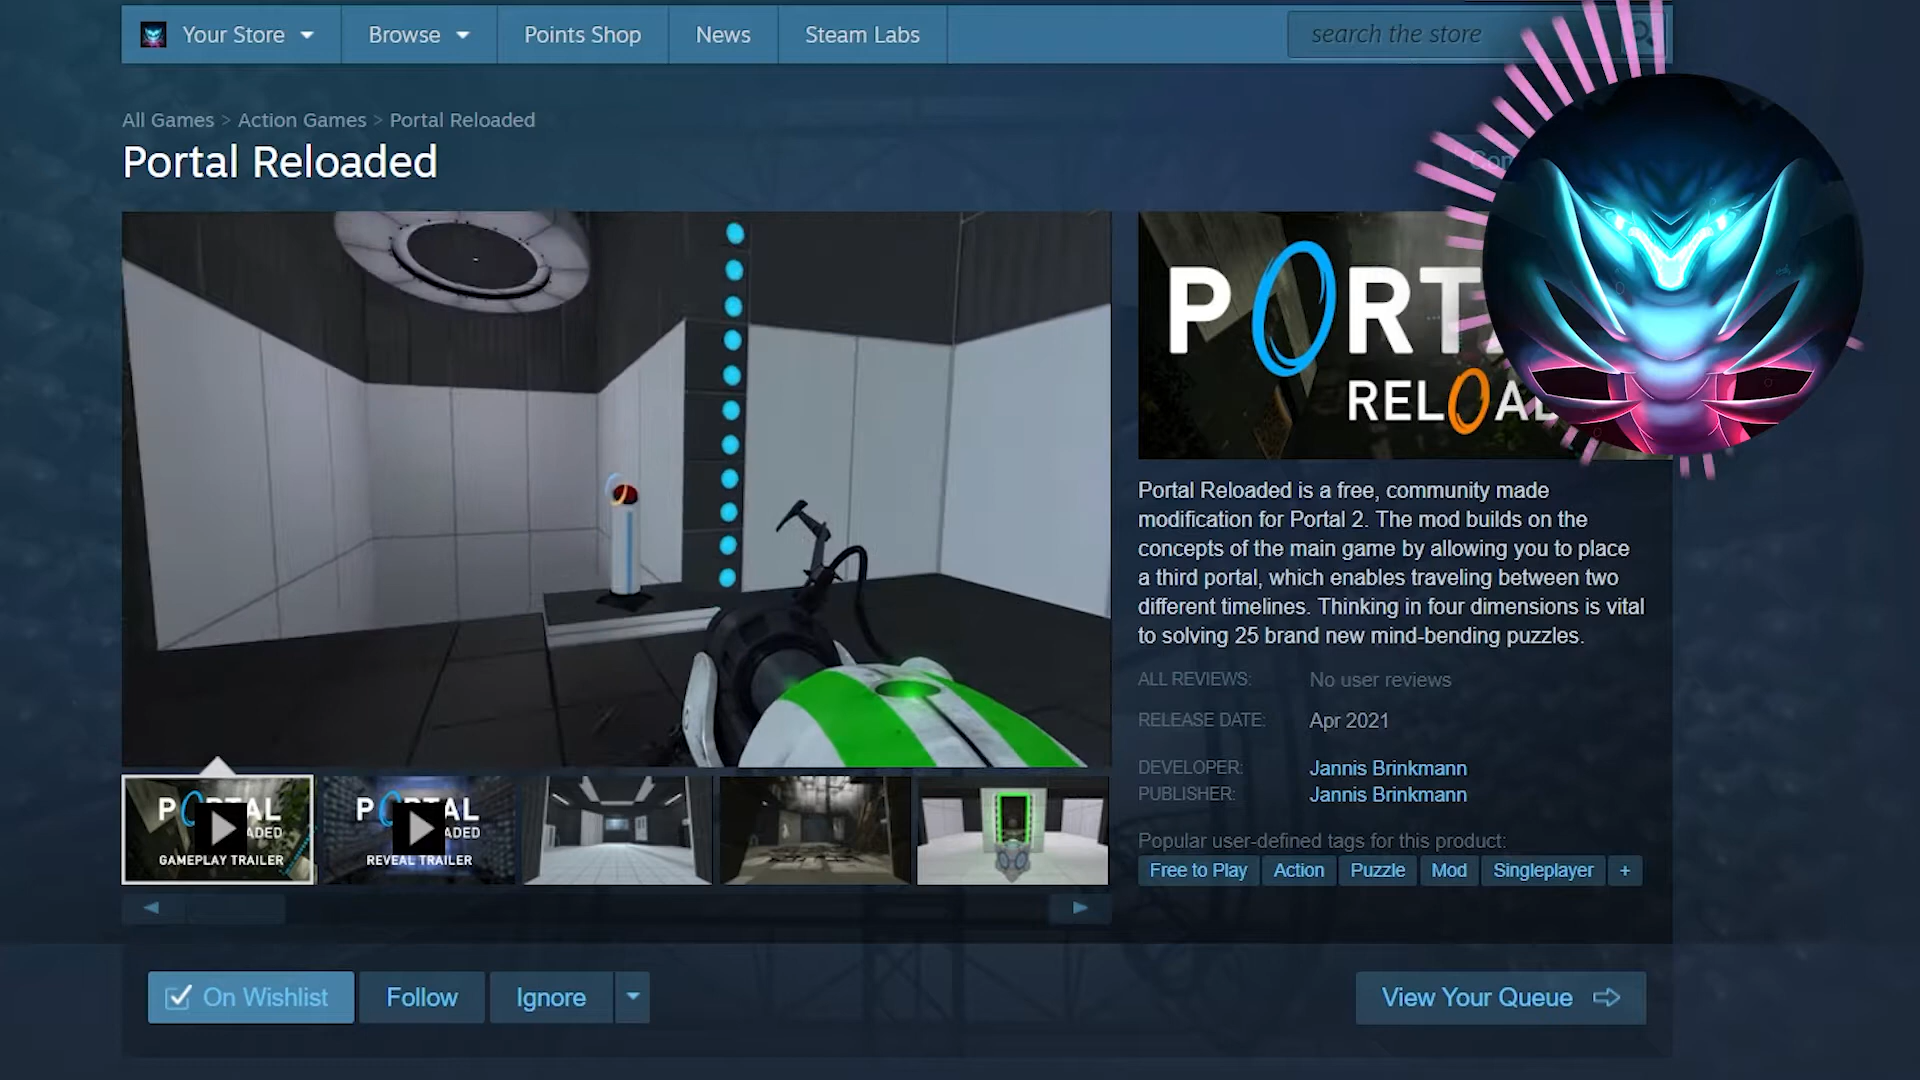 Your Store
Browse
Points Shop
News
Steam Labs
search the store
All Games > Action Games > Portal Reloaded
Portal Reloaded
PORT
RELOA
Portal Reloaded is a free, community made
modification for Portal 2. The mod builds on the
concepts of the main game by allowing you to place
a third portal, which enables traveling between two
different timelines. Thinking in four dimensions is vital
to solving 25 brand new mind-bending puzzles.
ALL REVIEWS: No user reviews
RELEASE DATE: Apr 2021
DEVELOPER: Jannis Brinkmann
PUBLISHER: Jannis Brinkmann
Popular user-defined tags for this product:
Free to Play Action Puzzle Mod Singleplayer +
PORTAL
ADED
GAMEPLAY TRAILER
PORTAL
ADED
REVEAL TRAILER
On Wishlist
Follow
Ignore
View Your Queue